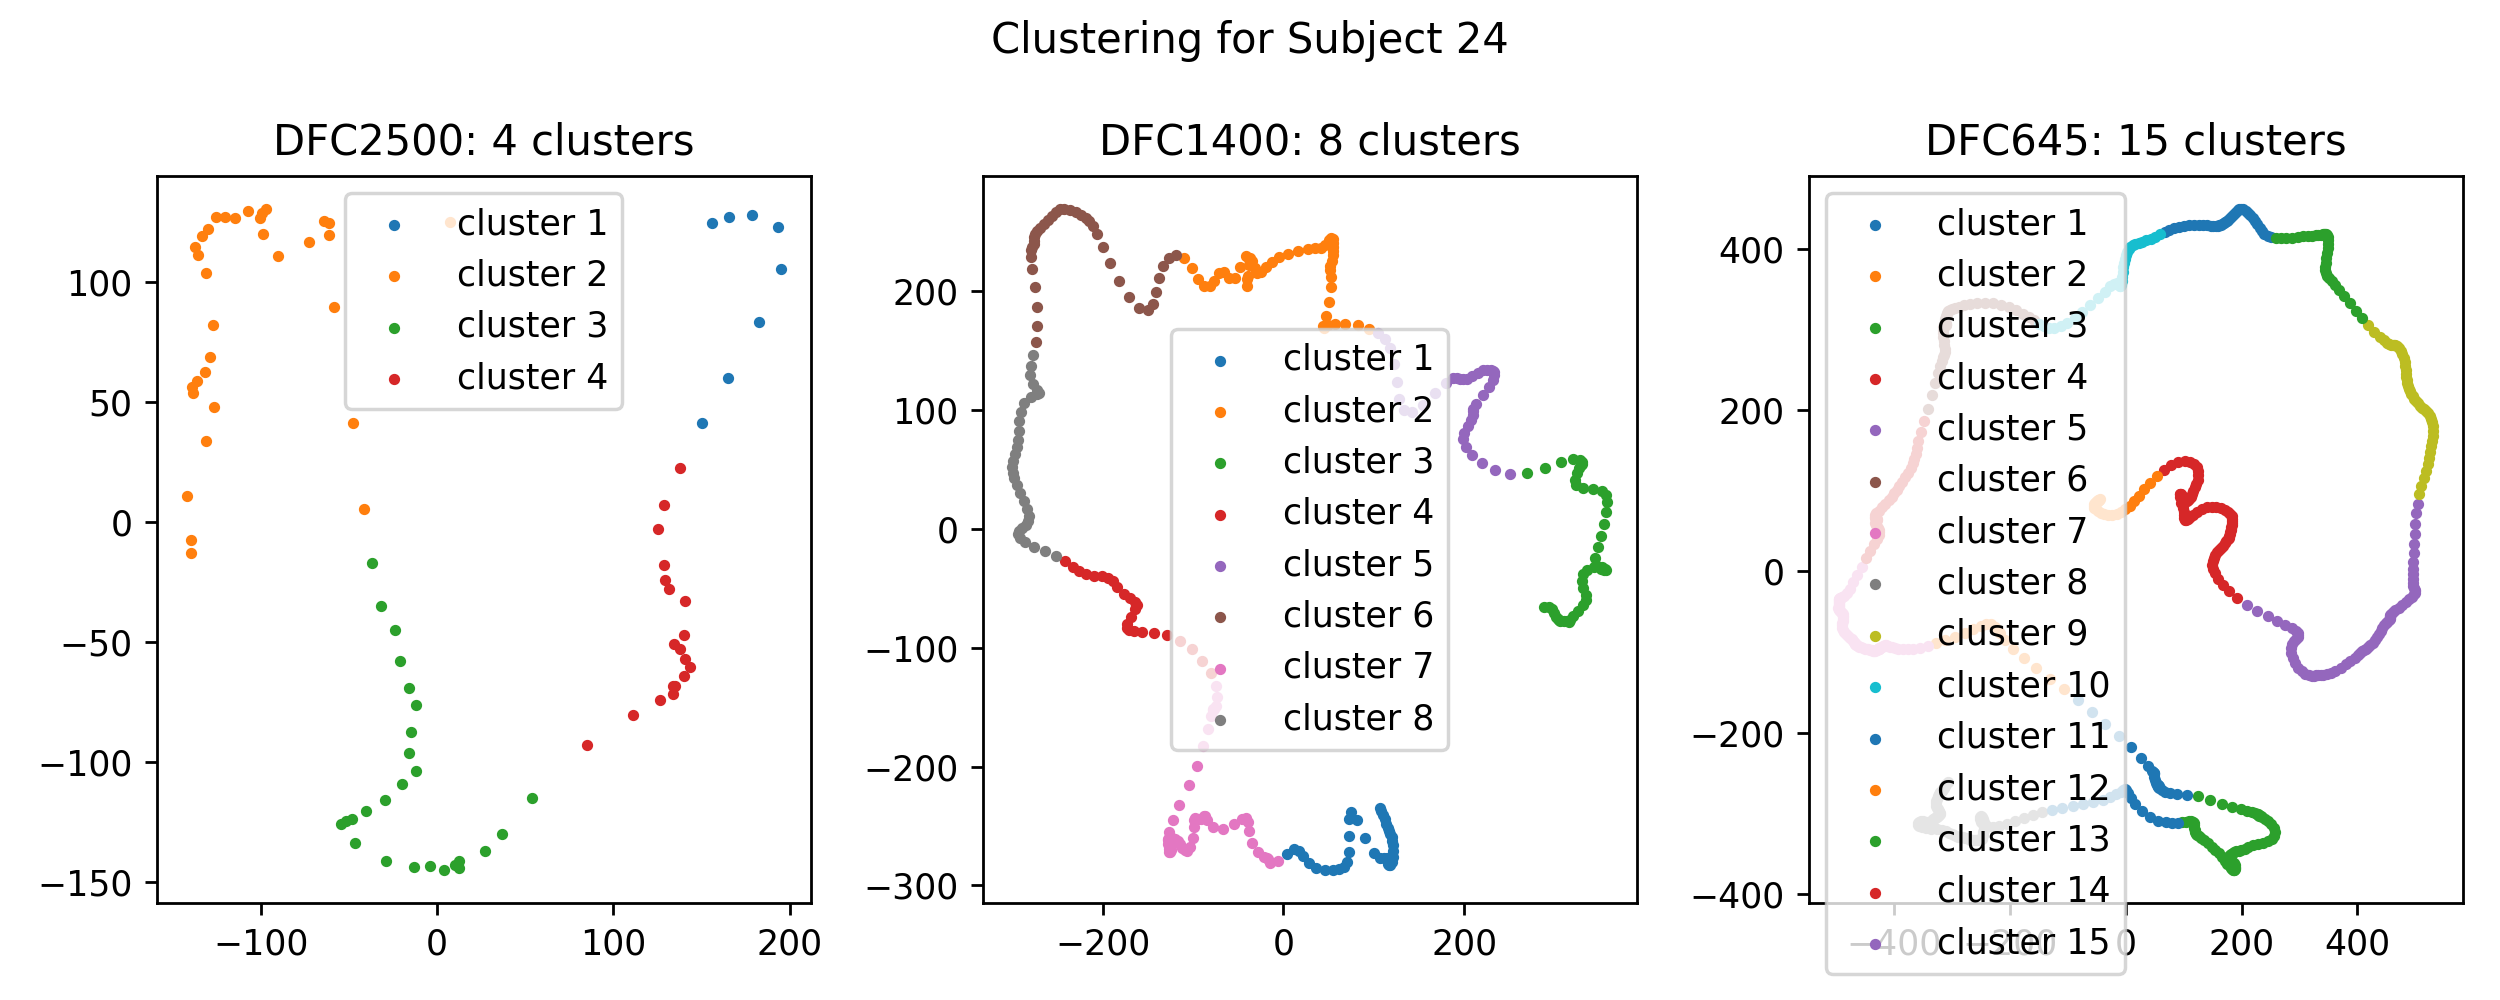 Clustering for Subject 24
DFC2500: 4 clusters
100
50
0
−50
−100
−150
−100
0
100
200
cluster 1
cluster 2
cluster 3
cluster 4
DFC1400: 8 clusters
200
100
0
−100
−200
−300
−200
0
200
cluster 1
cluster 2
cluster 3
cluster 4
cluster 5
cluster 6
cluster 7
cluster 8
DFC645: 15 clusters
400
200
0
−200
−400
−400
−200
0
200
400
cluster 1
cluster 2
cluster 3
cluster 4
cluster 5
cluster 6
cluster 7
cluster 8
cluster 9
cluster 10
cluster 11
cluster 12
cluster 13
cluster 14
cluster 15